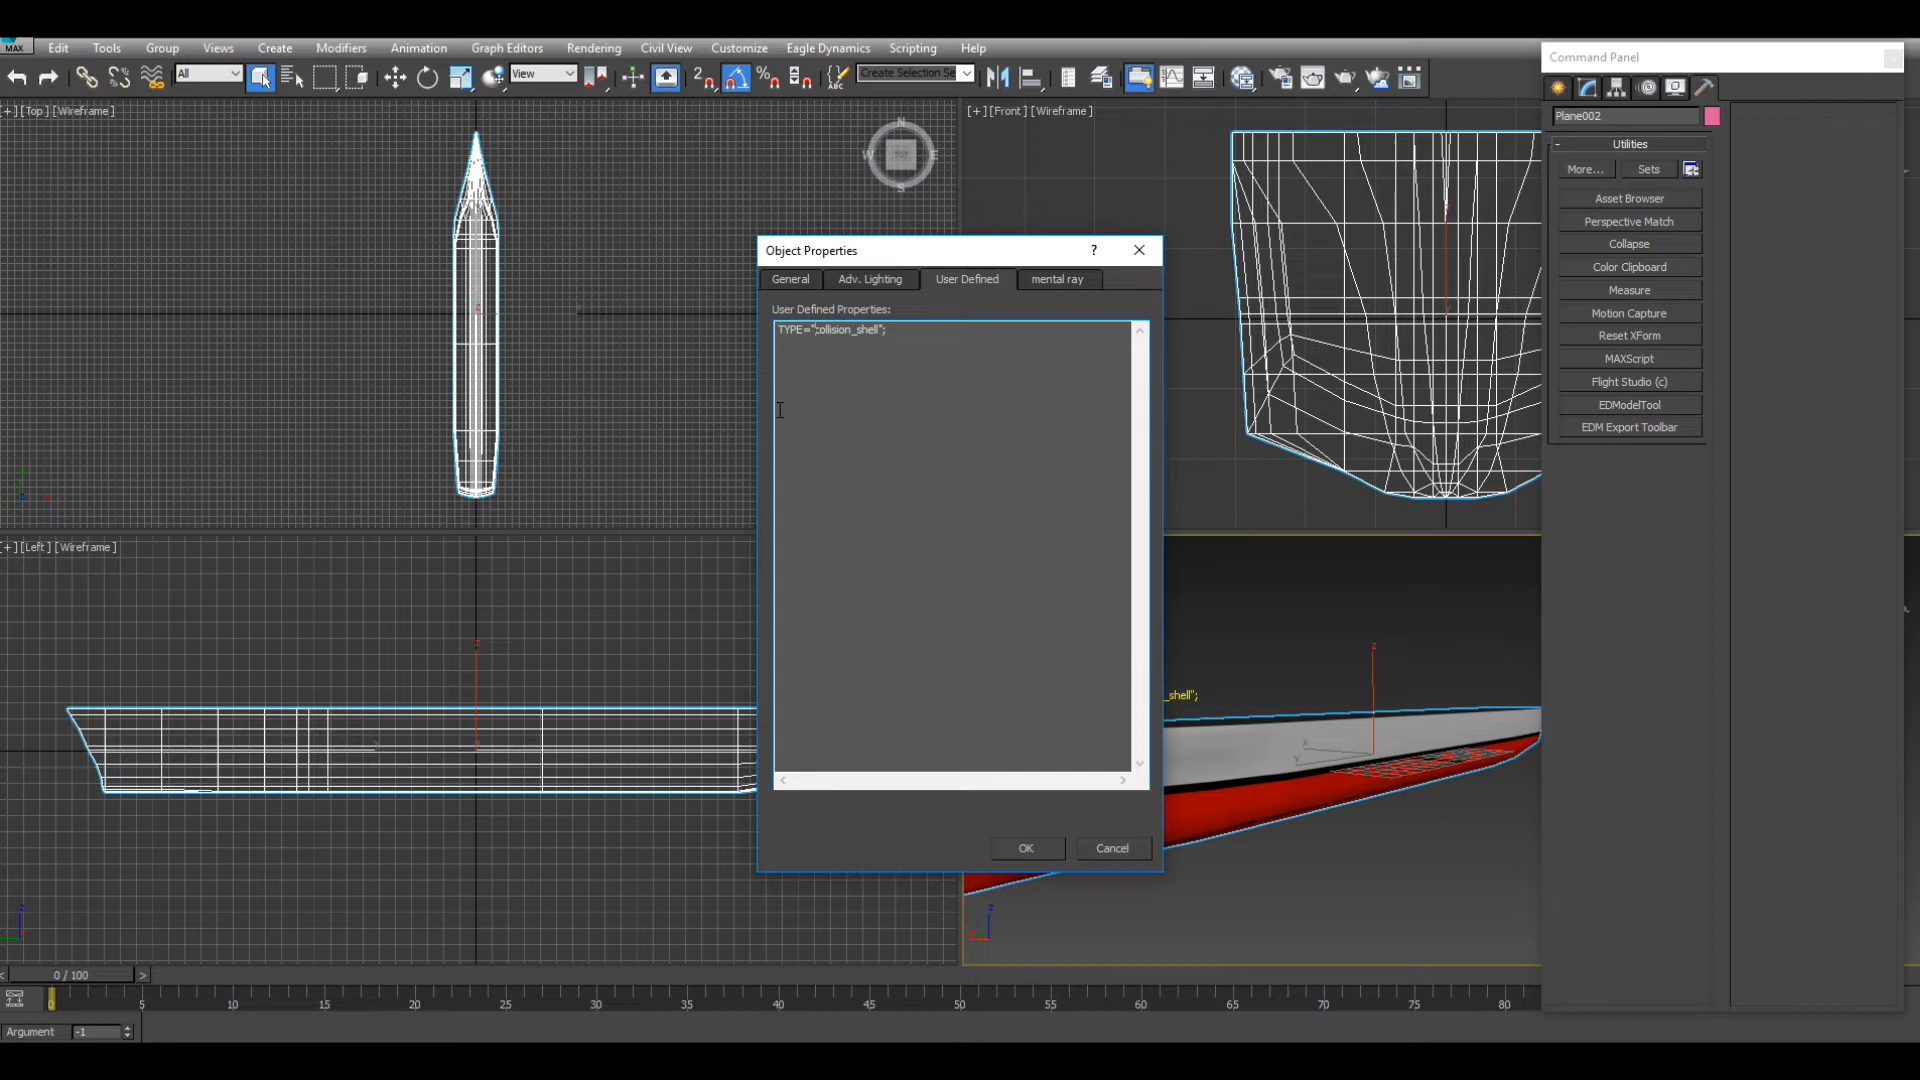 MAX Edit Tools Group Views Create Modifiers Animation Graph Editors Rendering Civil View Customize Eagle Dynamics Scripting Help
All
View
Create Selection Se
[+][Top][Wireframe]
N
W
TOP
E
S
[+][Front][Wireframe]
Command Panel
Plane002
- Utilities
More... Sets
Asset Browser
Perspective Match
Collapse
Color Clipboard
Measure
Motion Capture
Reset XForm
MAXScript
Flight Studio (c)
EDModelTool
EDM Export Toolbar
Object Properties ? ×
General Adv. Lighting User Defined mental ray
User Defined Properties:
TYPE="collision_shell";
OK Cancel
[+][Left][Wireframe]
z
_shell";
z
x
y
z
z
< 0 / 100 >
0 5 10 15 20 25 30 35 40 45 50 55 60 65 70 75 80
Argument -1